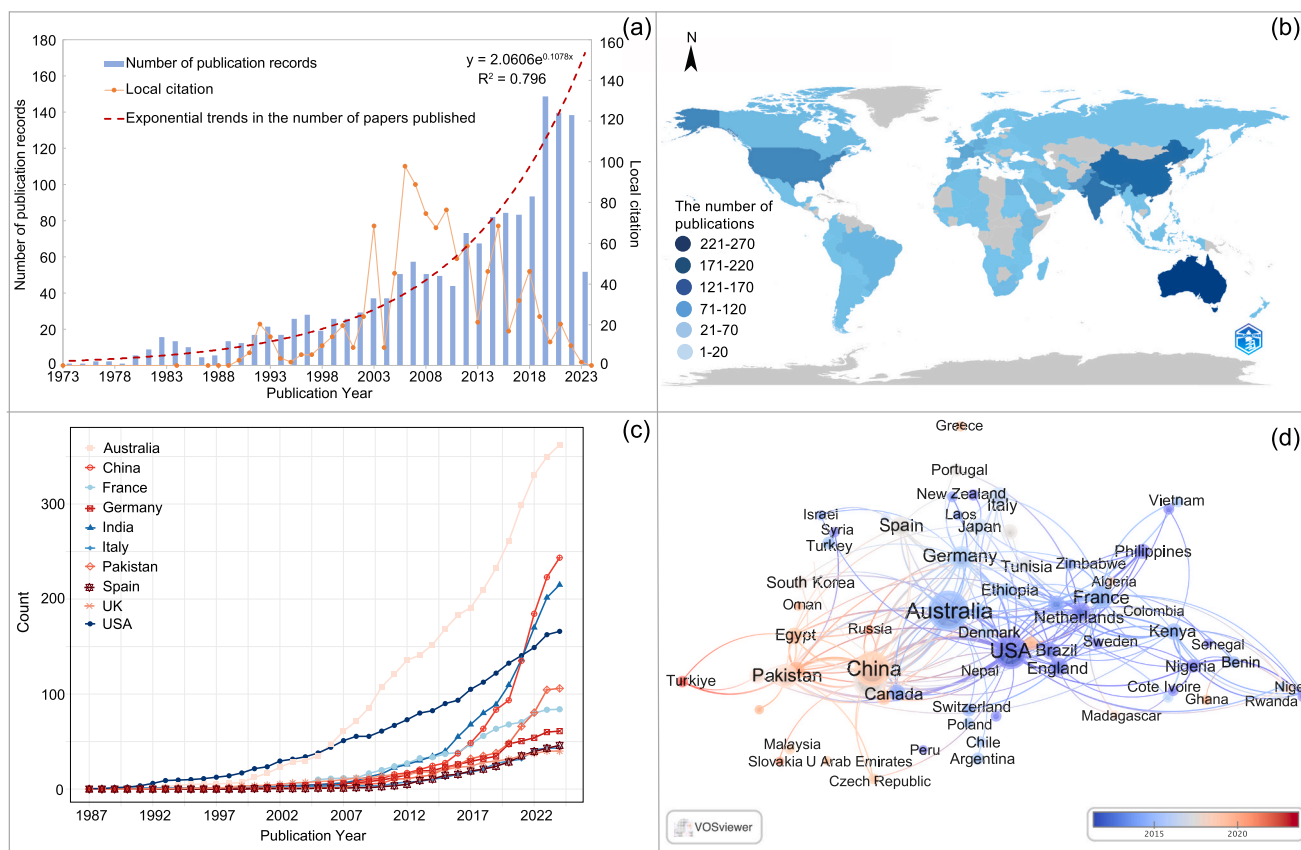 (a)
180
160
140
120
100
80
60
40
20
0
Number of publication records
160
140
120
100
80
60
40
20
0
Local citation
y = 2.0606e^0.1078x
R² = 0.796
Number of publication records
Local citation
Exponential trends in the number of papers published
1973 1978 1983 1988 1993 1998 2003 2008 2013 2018 2023
Publication Year
(b)
N
The number of
publications
221-270
171-220
121-170
71-120
21-70
1-20
(c)
Australia
China
France
Germany
India
Italy
Pakistan
Spain
UK
USA
300
200
100
0
Count
1987 1992 1997 2002 2007 2012 2017 2022
Publication Year
(d)
Greece
Portugal
New Zealand
Italy
Vietnam
Israei
Laos
Syria
Spain
Japan
Turkey
Philippines
Germany
Tunisia
Zimbabwe
South Korea
Algeria
Ethiopia
France
Oman
Australia
Colombia
Netherlands
Russia
Denmark
Kenya
Egypt
Sweden
Senegal
USA
Brazil
China
Nepal
England
Nigeria
Benin
Pakistan
Turkiye
Canada
Cote Ivoire
Nige
Ghana
Rwanda
Switzerland
Madagascar
Poland
Malaysia
Chile
Peru
Slovakia
U Arab Emirates
Argentina
Czech Republic
VOSviewer
2015
2020